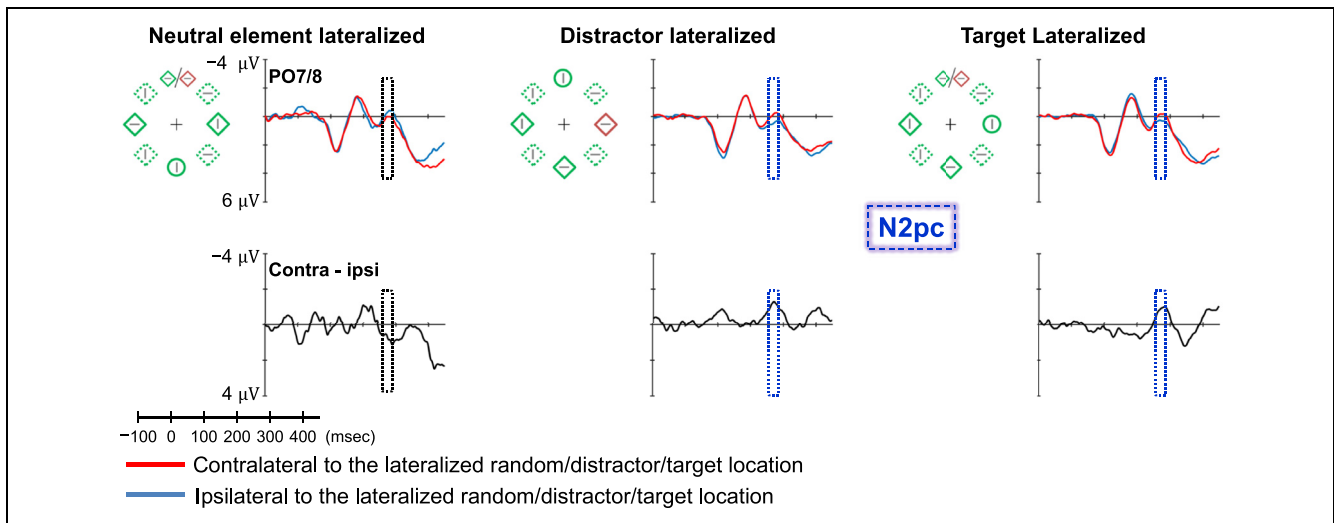 Neutral element lateralized
Distractor lateralized
Target Lateralized
−4 μV
PO7/8
6 μV
N2pc
−4 μV
Contra - ipsi
4 μV
−100 0 100 200 300 400 (msec)
Contralateral to the lateralized random/distractor/target location
Ipsilateral to the lateralized random/distractor/target location